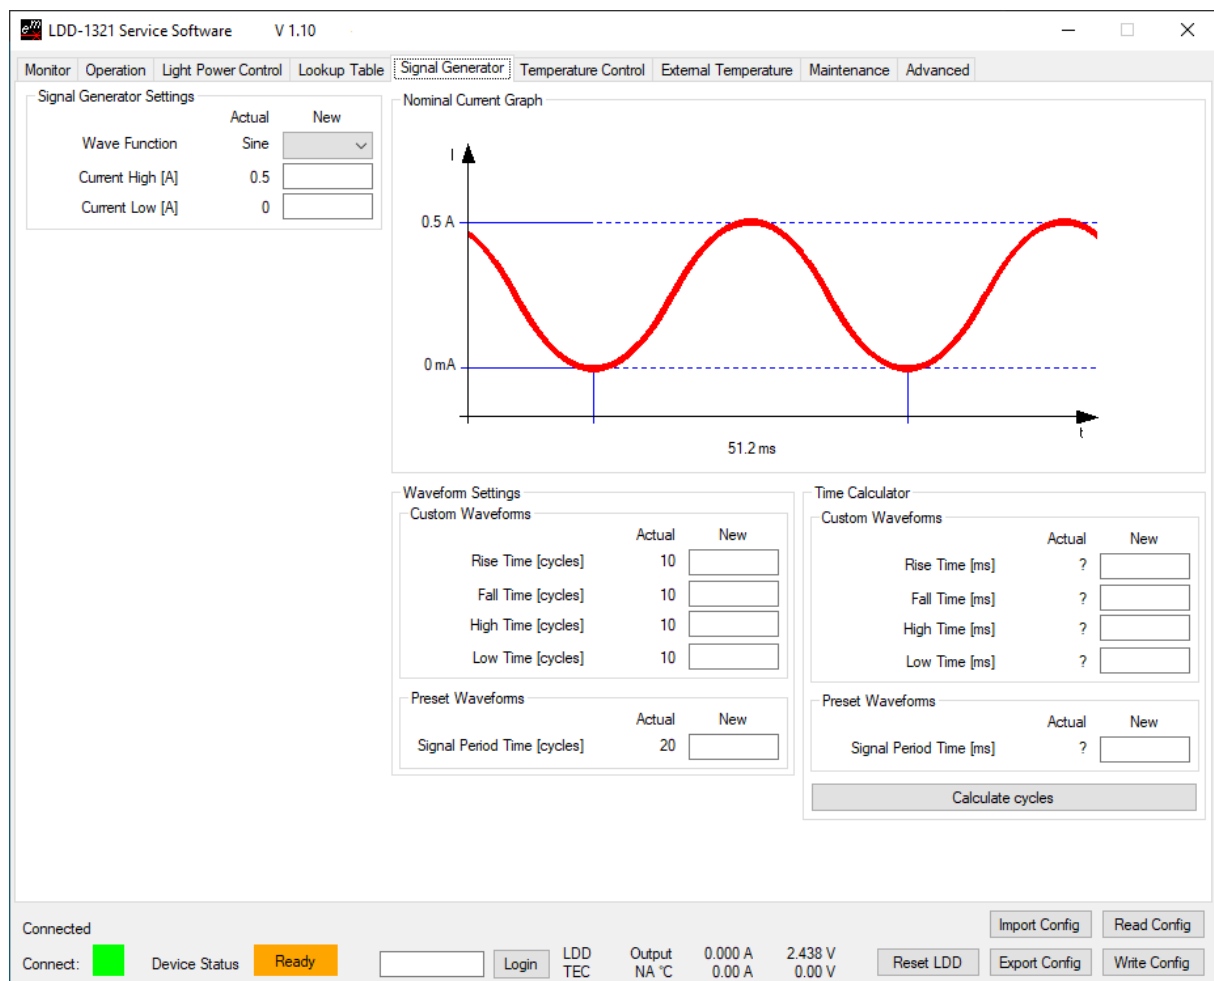 em LDD-1321 Service Software V 1.10
Monitor Operation Light Power Control Lookup Table Signal Generator Temperature Control External Temperature Maintenance Advanced
Signal Generator Settings
Actual New
Wave Function Sine
Current High [A] 0.5
Current Low [A] 0
Nominal Current Graph
I
0.5 A
0 mA
t
51.2 ms
Waveform Settings
Custom Waveforms
Actual New
Rise Time [cycles] 10
Fall Time [cycles] 10
High Time [cycles] 10
Low Time [cycles] 10
Preset Waveforms
Actual New
Signal Period Time [cycles] 20
Time Calculator
Custom Waveforms
Actual New
Rise Time [ms] ?
Fall Time [ms] ?
High Time [ms] ?
Low Time [ms] ?
Preset Waveforms
Actual New
Signal Period Time [ms] ?
Calculate cycles
Connected
Import Config Read Config
Connect: Device Status Ready Login
LDD Output 0.000 A 2.438 V
TEC NA °C 0.00 A 0.00 V
Reset LDD Export Config Write Config